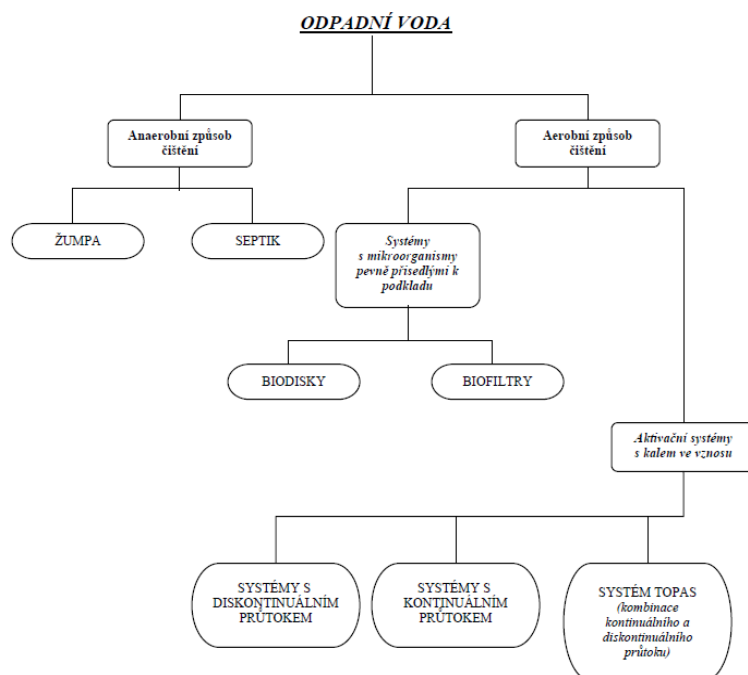 ODPADNÍ VODA
Anaerobní způsob
čištění
Aerobní způsob
čištění
ŽUMPA
SEPTIK
Systémy
s mikroorganismy
pevně přisedlými k
podkladu
BIODISKY
BIOFILTRY
Aktivační systémy
s kalem ve vznosu
SYSTÉMY S
DISKONTINUÁLNÍM
PRŮTOKEM
SYSTÉMY S
KONTINUÁLNÍM
PRŮTOKEM
SYSTÉM TOPAS
(kombinace
kontinuálního a
diskontinuálního
průtoku)